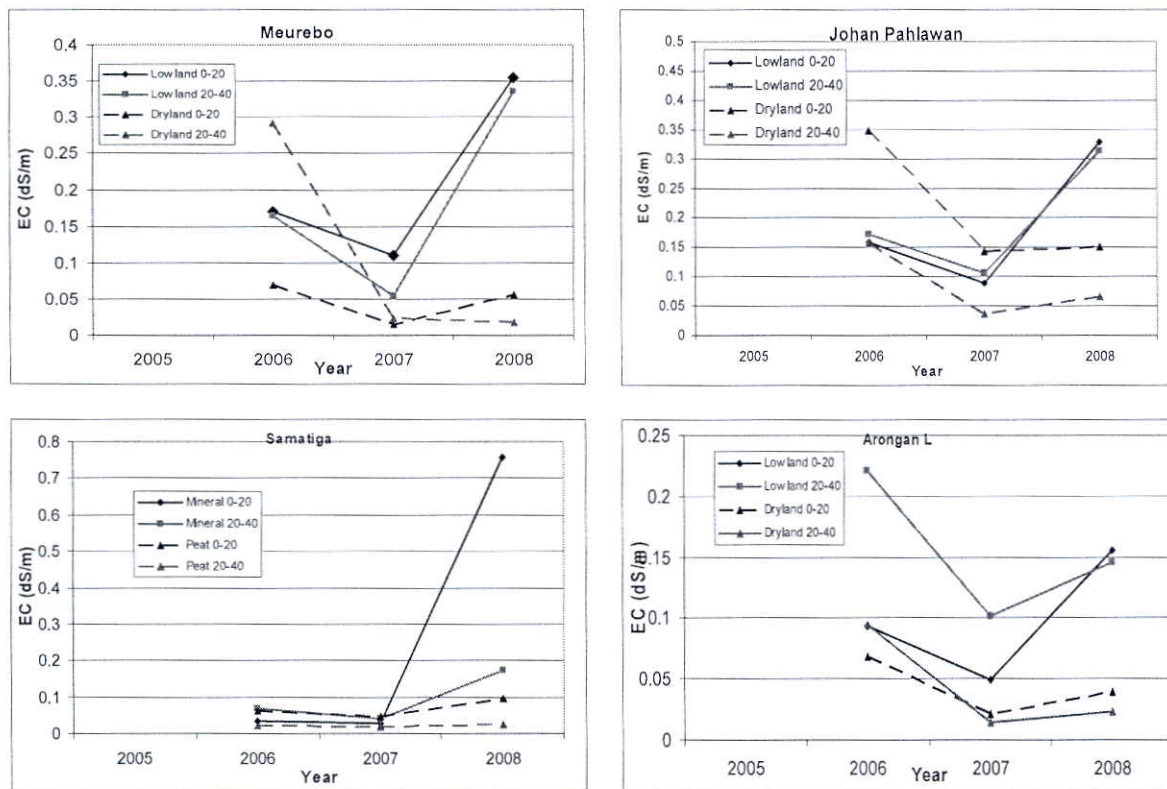 Meurebo
0.4
0.35
0.3
0.25
0.2
0.15
0.1
0.05
0
EC (dS/m)
Lowland 0-20
Lowland 20-40
Dryland 0-20
Dryland 20-40
2005 2006 2007 2008
Year
Johan Pahlawan
0.5
0.45
0.4
0.35
0.3
0.25
0.2
0.15
0.1
0.05
0
EC (dS/m)
Lowland 0-20
Lowland 20-40
Dryland 0-20
Dryland 20-40
2005 2006 2007 2008
Year
Samatiga
0.8
0.7
0.6
0.5
0.4
0.3
0.2
0.1
0
EC (dS/m)
Mineral 0-20
Mineral 20-40
Peat 0-20
Peat 20-40
2005 2006 2007 2008
Year
Arongan L
0.25
0.2
0.15
0.1
0.05
0
EC (dS/m)
Lowland 0-20
Lowland 20-40
Dryland 0-20
Dryland 20-40
2005 2006 2007 2008
Year